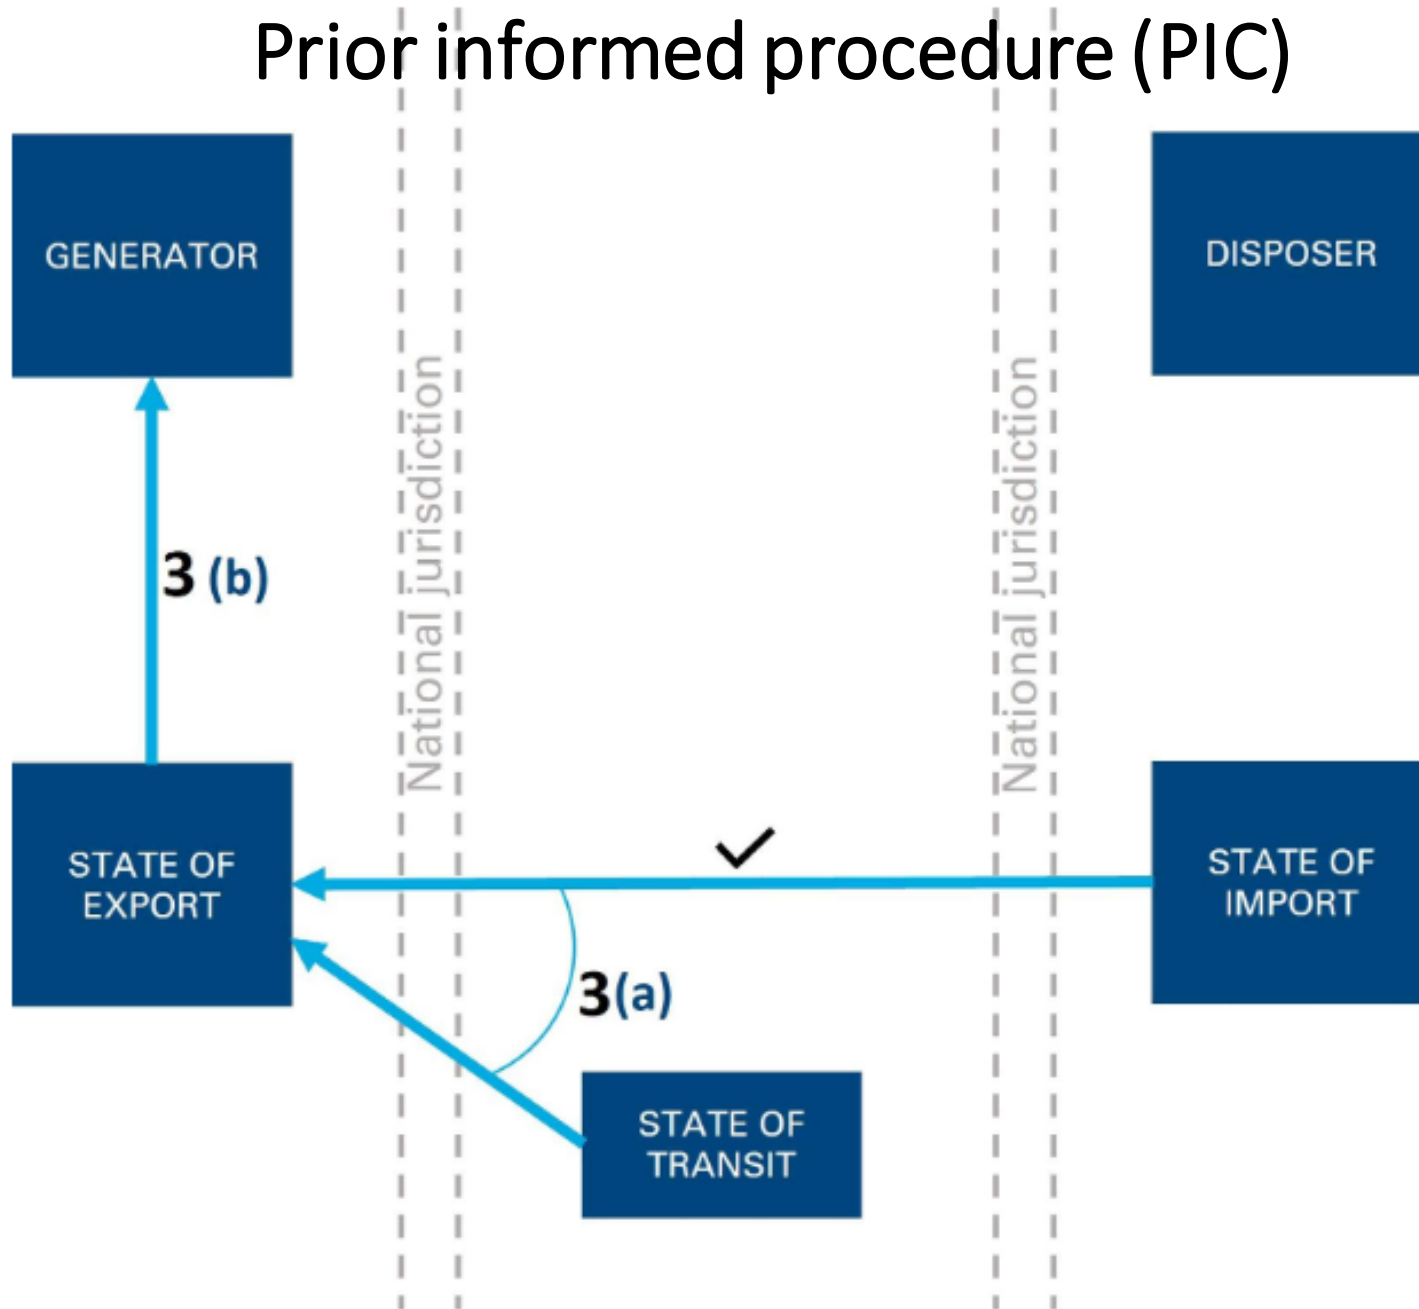 Prior informed procedure (PIC)
GENERATOR
DISPOSER
National jurisdiction
National jurisdiction
3 (b)
STATE OF
EXPORT
STATE OF
IMPORT
3(a)
STATE OF
TRANSIT